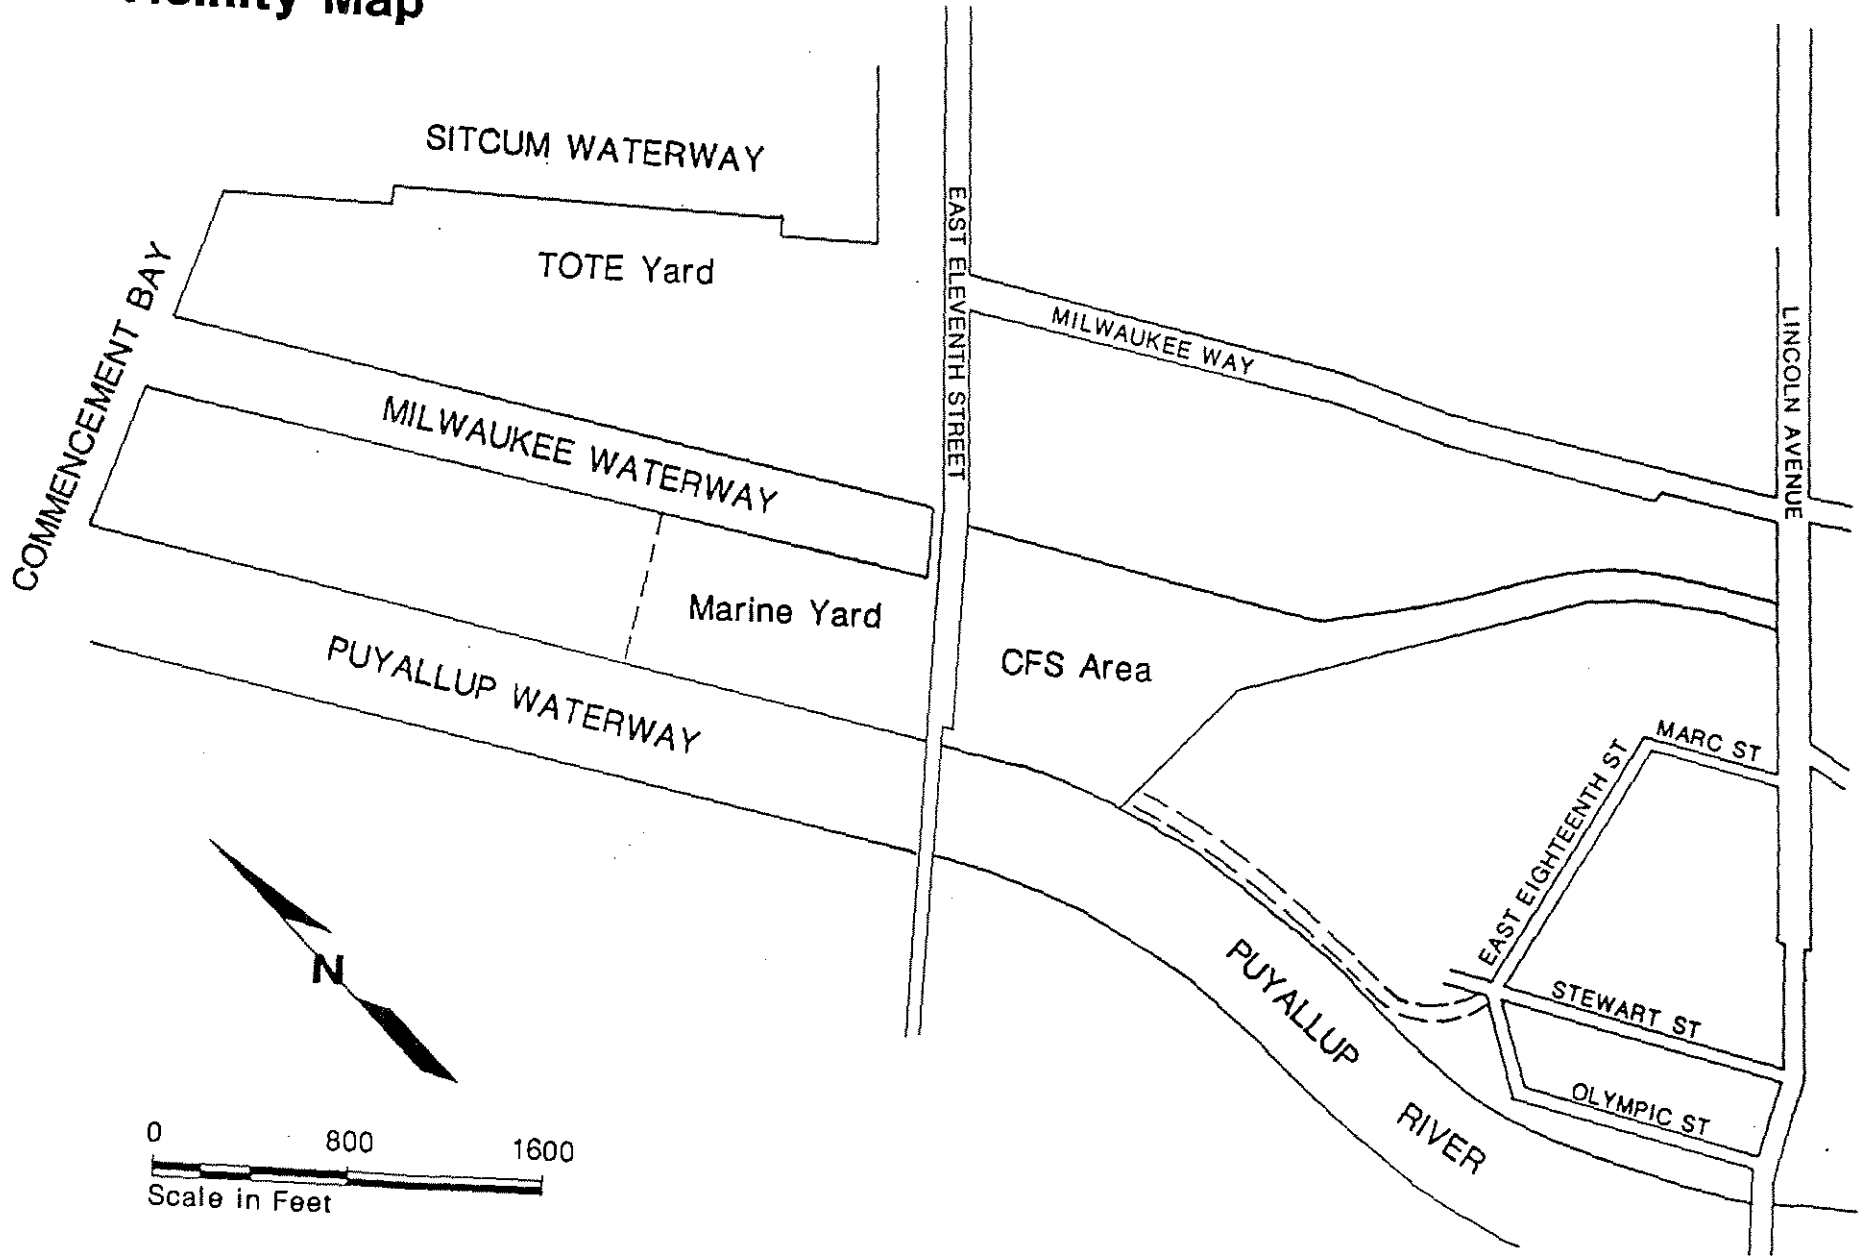 Map
SITCUM WATERWAY
TOTE Yard
COMMENCEMENT BAY
EAST ELEVENTH STREET
MILWAUKEE WAY
LINCOLN AVENUE
MILWAUKEE WATERWAY
Marine Yard
CFS Area
PUYALLUP WATERWAY
MARC ST
EAST EIGHTEENTH ST
N
PUYALLUP RIVER
STEWART ST
OLYMPIC ST
0 800 1600
Scale in Feet